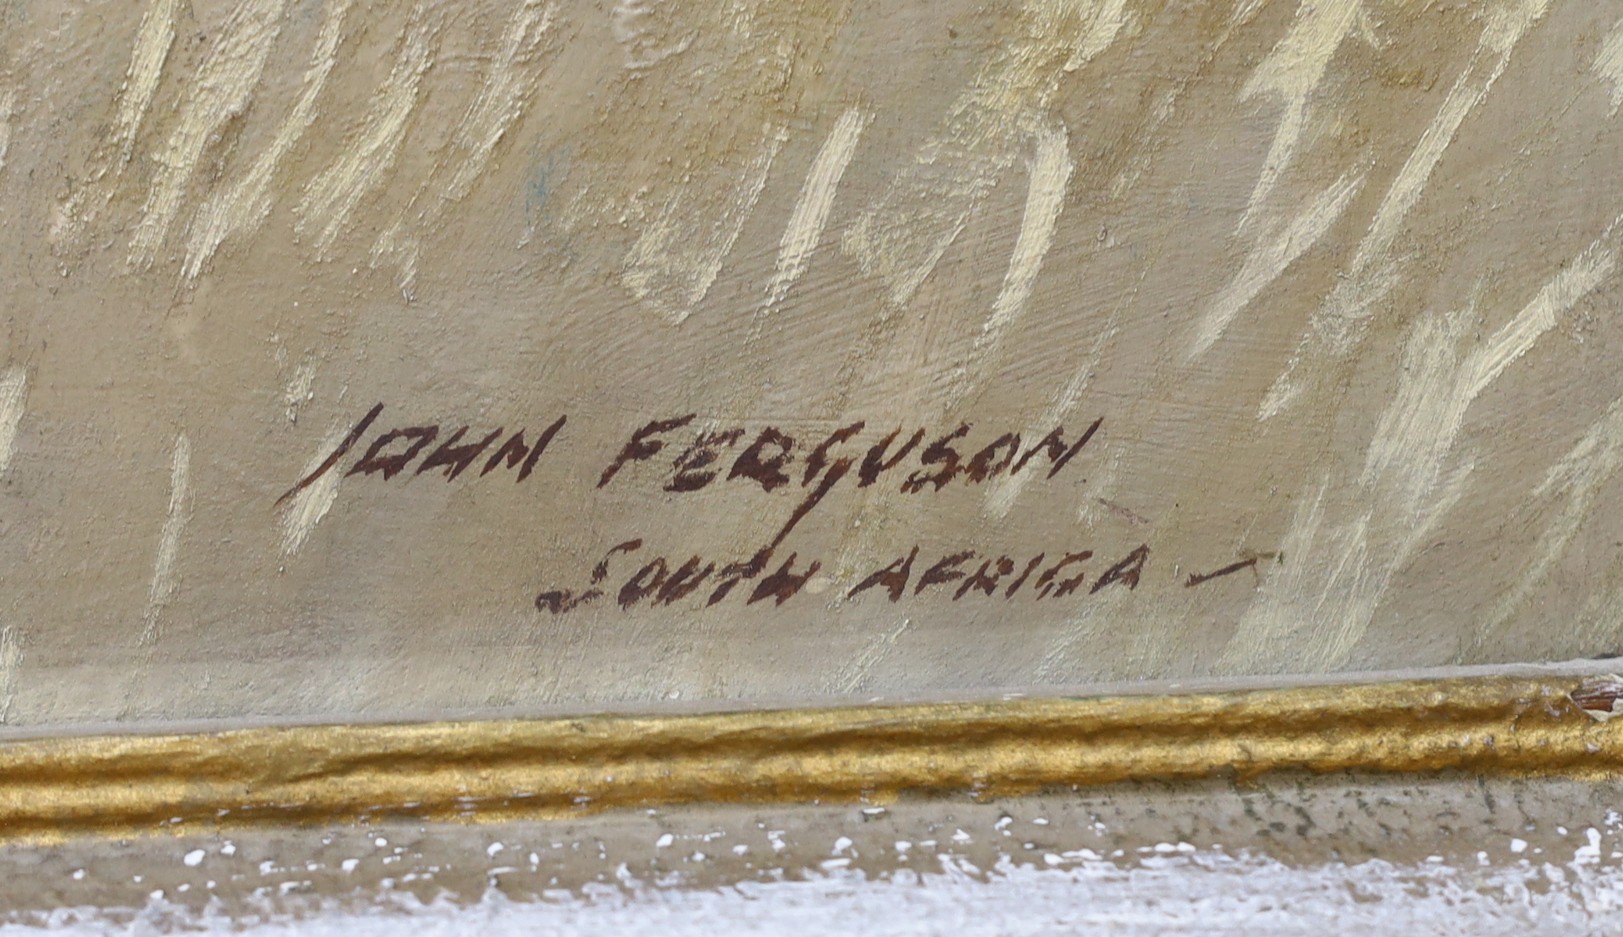 JOHN FERGUSON
SOUTH AFRICA –